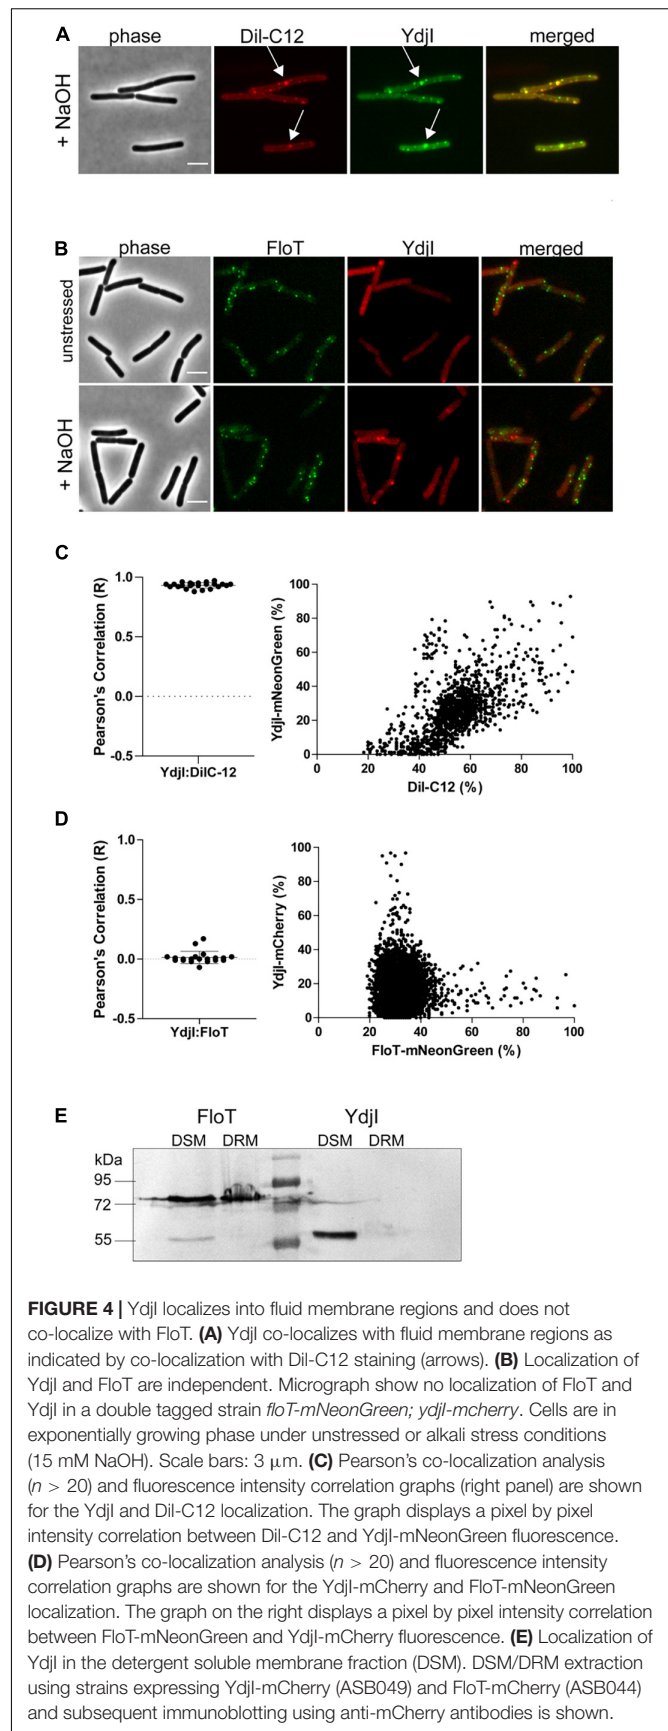 A
phase
DiI-C12
YdjI
merged
+ NaOH
B
phase
FloT
YdjI
merged
unstressed
+ NaOH
C
Pearson's Correlation (R)
1.0
0.5
0.0
-0.5
YdjI:DilC-12
YdjI-mNeonGreen (%)
100
80
60
40
20
0
0 20 40 60 80 100
DiI-C12 (%)
D
Pearson's Correlation (R)
1.0
0.5
0.0
-0.5
YdjI:FloT
YdjI-mCherry (%)
100
80
60
40
20
0
0 20 40 60 80 100
FloT-mNeonGreen (%)
E
FloT YdjI
DSM DRM DSM DRM
kDa
95
72
55
FIGURE 4 | YdjI localizes into fluid membrane regions and does not
co-localize with FloT. (A) YdjI co-localizes with fluid membrane regions as
indicated by co-localization with DiI-C12 staining (arrows). (B) Localization of
YdjI and FloT are independent. Micrograph show no localization of FloT and
YdjI in a double tagged strain floT-mNeonGreen; ydjI-mcherry. Cells are in
exponentially growing phase under unstressed or alkali stress conditions
(15 mM NaOH). Scale bars: 3 μm. (C) Pearson's co-localization analysis
(n > 20) and fluorescence intensity correlation graphs (right panel) are shown
for the YdjI and DiI-C12 localization. The graph displays a pixel by pixel
intensity correlation between DiI-C12 and YdjI-mNeonGreen fluorescence.
(D) Pearson's co-localization analysis (n > 20) and fluorescence intensity
correlation graphs are shown for the YdjI-mCherry and FloT-mNeonGreen
localization. The graph on the right displays a pixel by pixel intensity correlation
between FloT-mNeonGreen and YdjI-mCherry fluorescence. (E) Localization of
YdjI in the detergent soluble membrane fraction (DSM). DSM/DRM extraction
using strains expressing YdjI-mCherry (ASB049) and FloT-mCherry (ASB044)
and subsequent immunoblotting using anti-mCherry antibodies is shown.